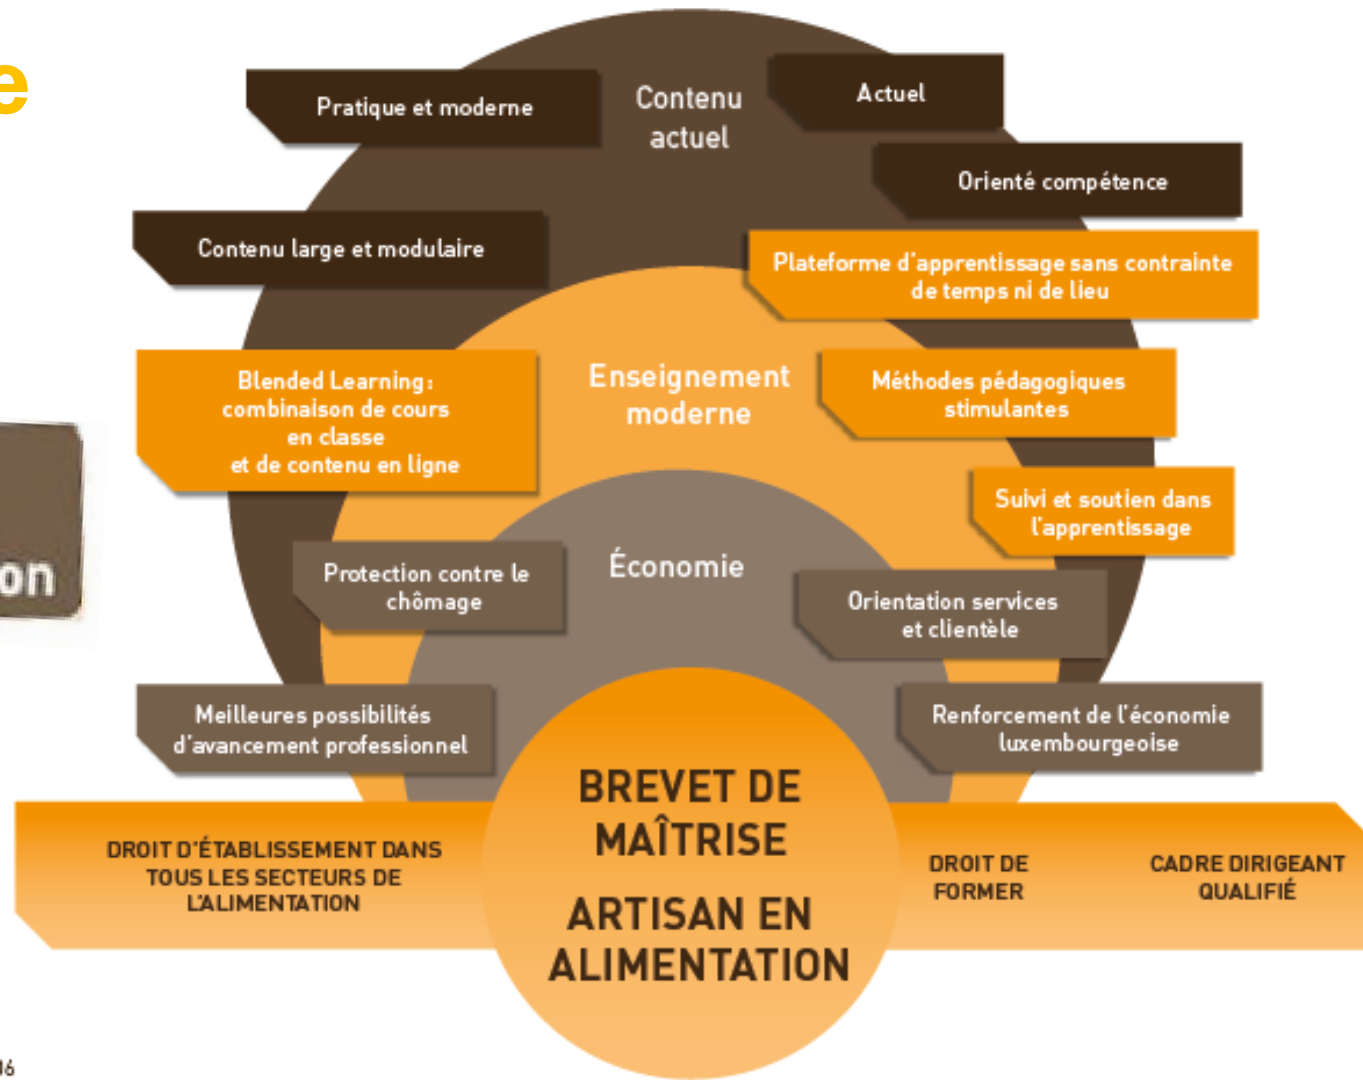 e
Pratique et moderne
Contenu
actuel
Actuel
Orienté compétence
Contenu large et modulaire
Plateforme d'apprentissage sans contrainte
de temps ni de lieu
Blended Learning:
combinaison de cours
en classe
et de contenu en ligne
Enseignement
moderne
Méthodes pédagogiques
stimulantes
Suivi et soutien dans
l'apprentissage
on
Protection contre le
chômage
Économie
Orientation services
et clientèle
Meilleures possibilités
d'avancement professionnel
Renforcement de l'économie
luxembourgeoise
DROIT D'ÉTABLISSEMENT DANS
TOUS LES SECTEURS DE
L'ALIMENTATION
BREVET DE
MAÎTRISE
ARTISAN EN
ALIMENTATION
DROIT DE
FORMER
CADRE DIRIGEANT
QUALIFIÉ